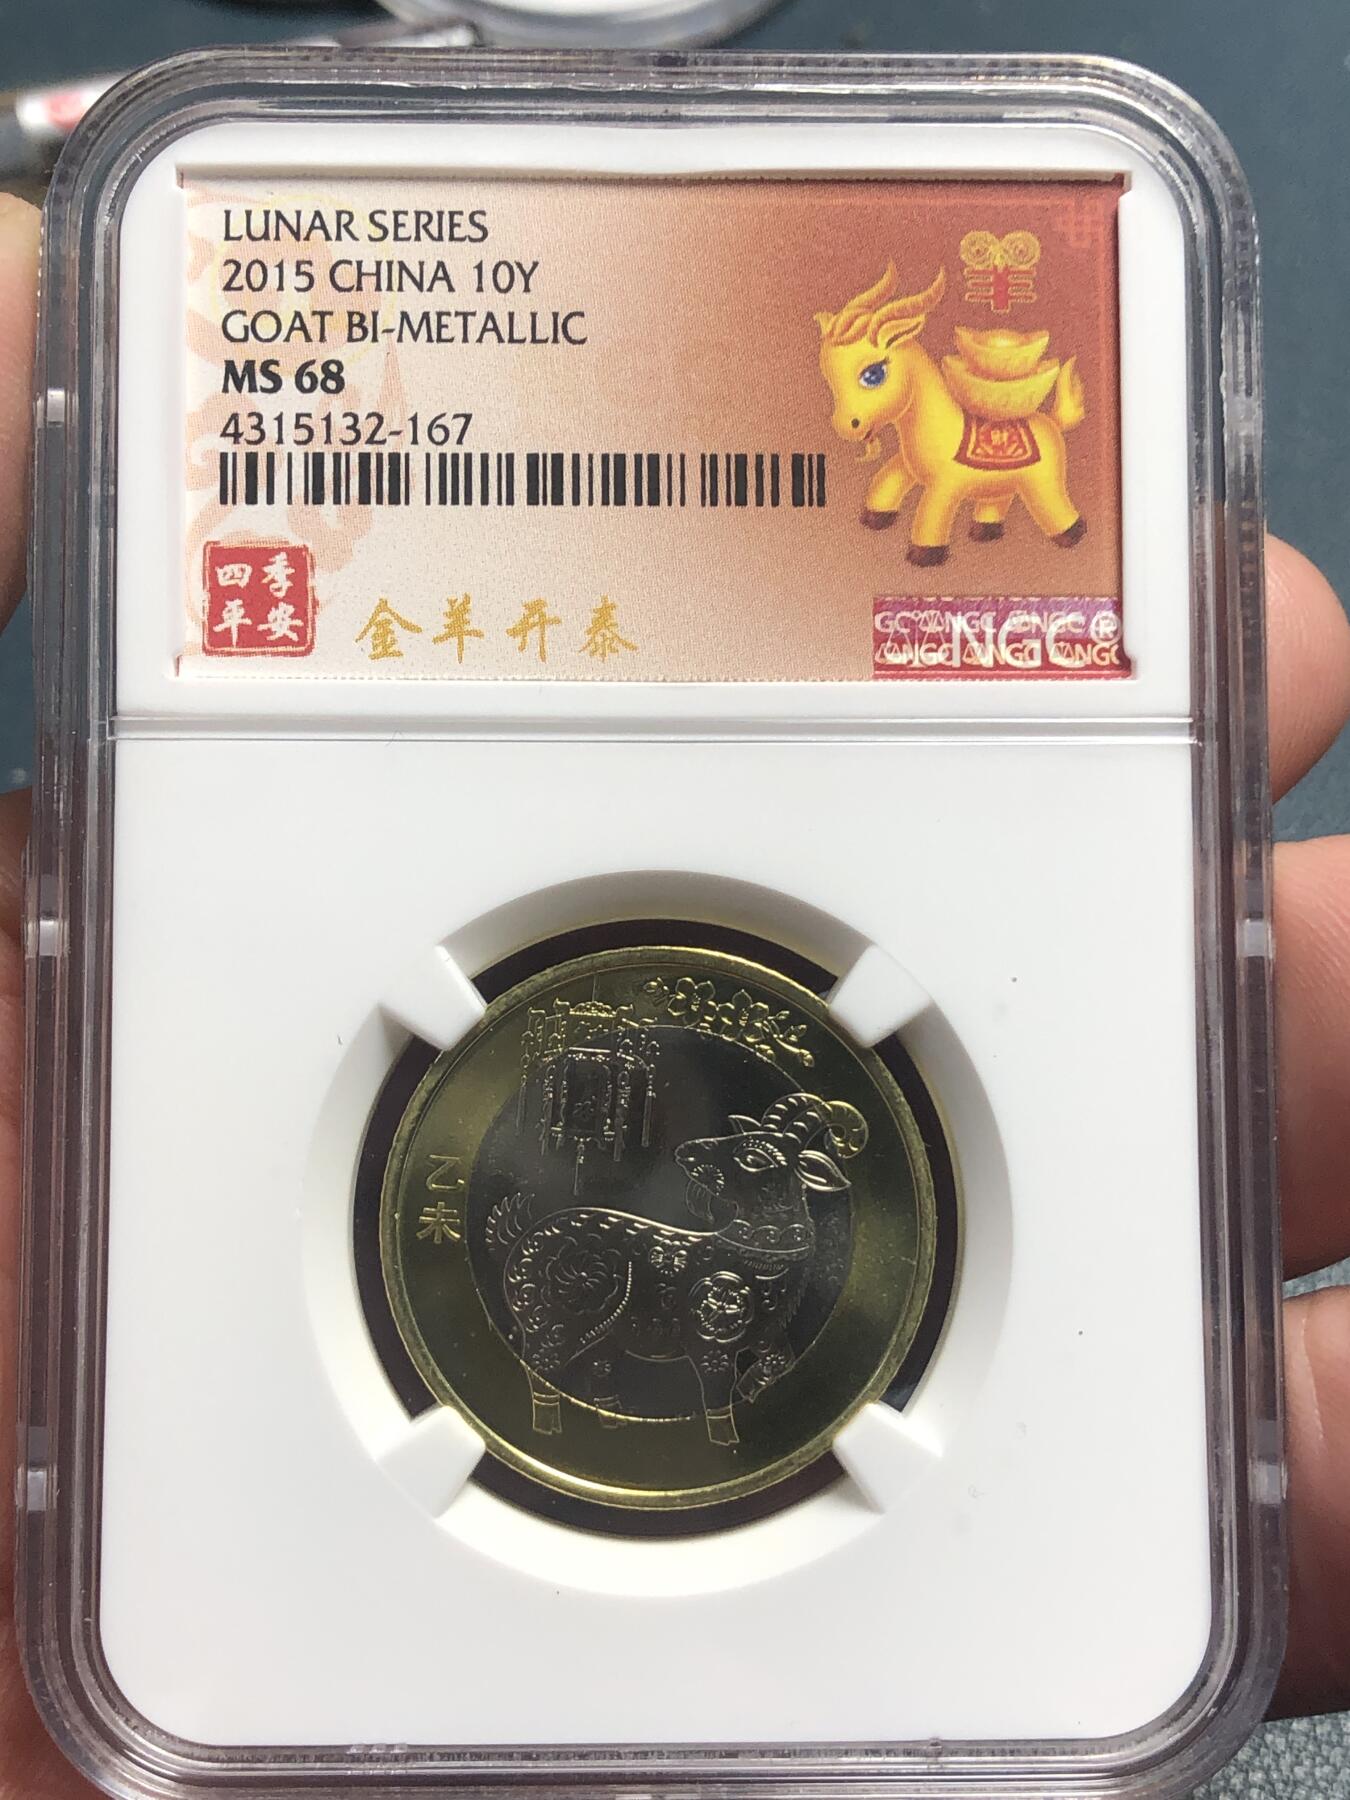 LUNAR SERIES
2015 CHINA 10Y
GOAT BI-METALLIC
MS 68
4315132-167
四季
平安
金羊开泰
财
NGC®
乙未